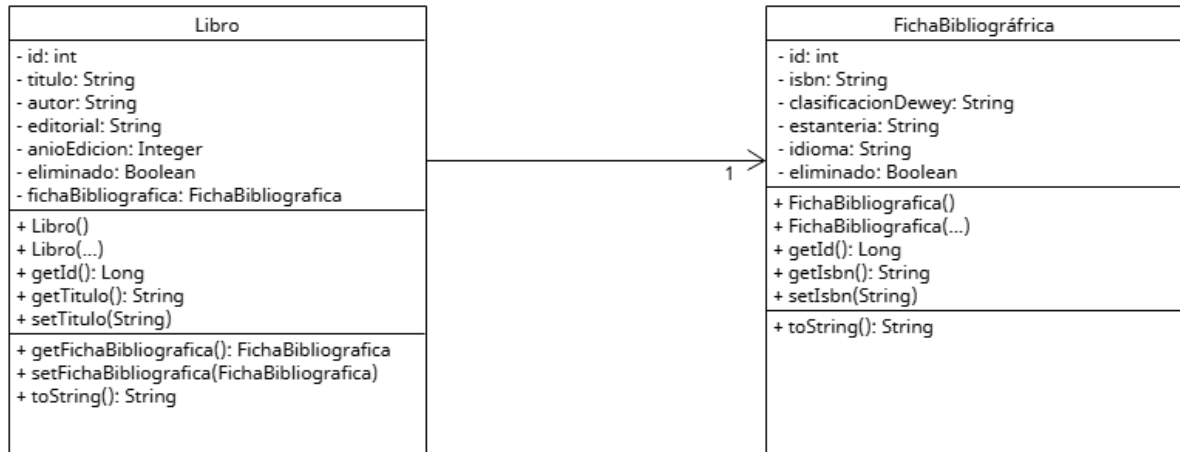 Libro
- id: int
- titulo: String
- autor: String
- editorial: String
- anioEdicion: Integer
- eliminado: Boolean
- fichaBibliografica: FichaBibliografica
+ Libro()
+ Libro(...)
+ getId(): Long
+ getTitulo(): String
+ setTitulo(String)
+ getFichaBibliografica(): FichaBibliografica
+ setFichaBibliografica(FichaBibliografica)
+ toString(): String
1
FichaBibliográfrica
- id: int
- isbn: String
- clasificacionDewey: String
- estanteria: String
- idioma: String
- eliminado: Boolean
+ FichaBibliografica()
+ FichaBibliografica(...)
+ getId(): Long
+ getIsbn(): String
+ setIsbn(String)
+ toString(): String